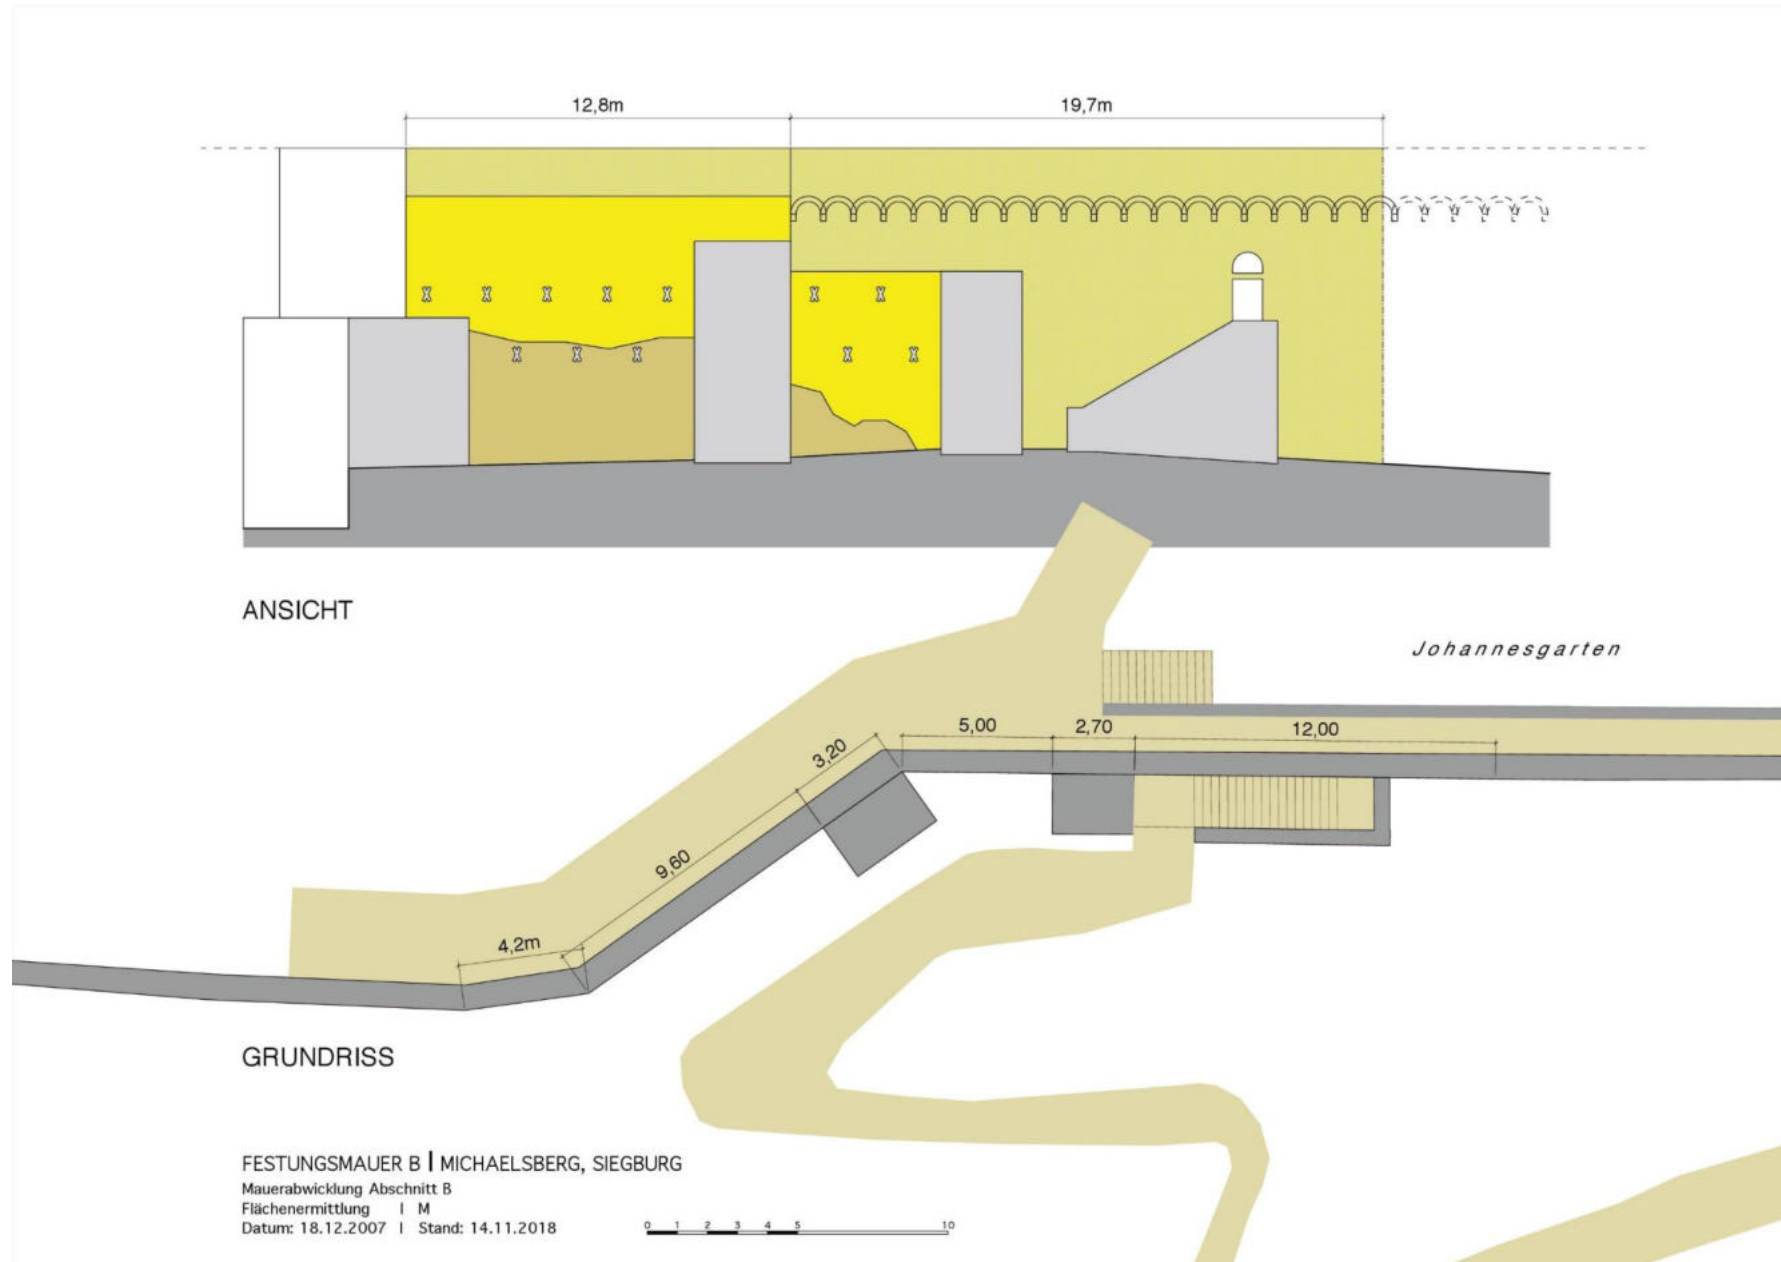 12,8m
19,7m
ANSICHT
Johannesgarten
5,00
2,70
12,00
3,20
9,60
4,2m
GRUNDRISS
FESTUNGSMAUER B | MICHAELSBERG, SIEGBURG
Mauerabwicklung Abschnitt B
Flächenermittlung | M
Datum: 18.12.2007 | Stand: 14.11.2018
0 1 2 3 4 5 10